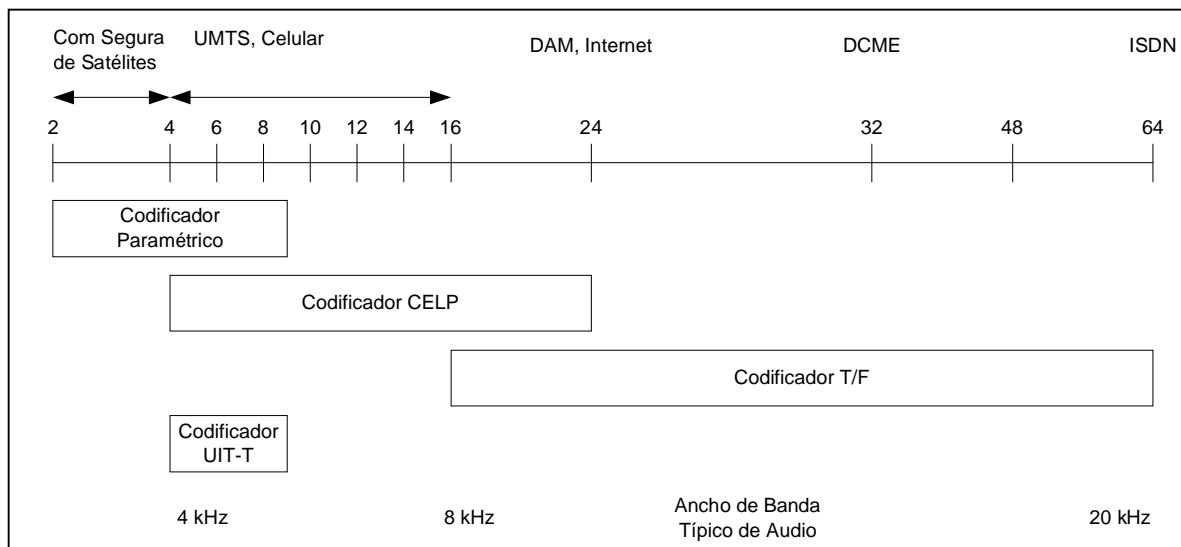 Com Segura
de Satélites
UMTS, Celular
DAM, Internet
DCME
ISDN
2 4 6 8 10 12 14 16 24 32 48 64
Codificador
Paramétrico
Codificador CELP
Codificador T/F
Codificador
UIT-T
4 kHz
8 kHz
Ancho de Banda
Típico de Audio
20 kHz